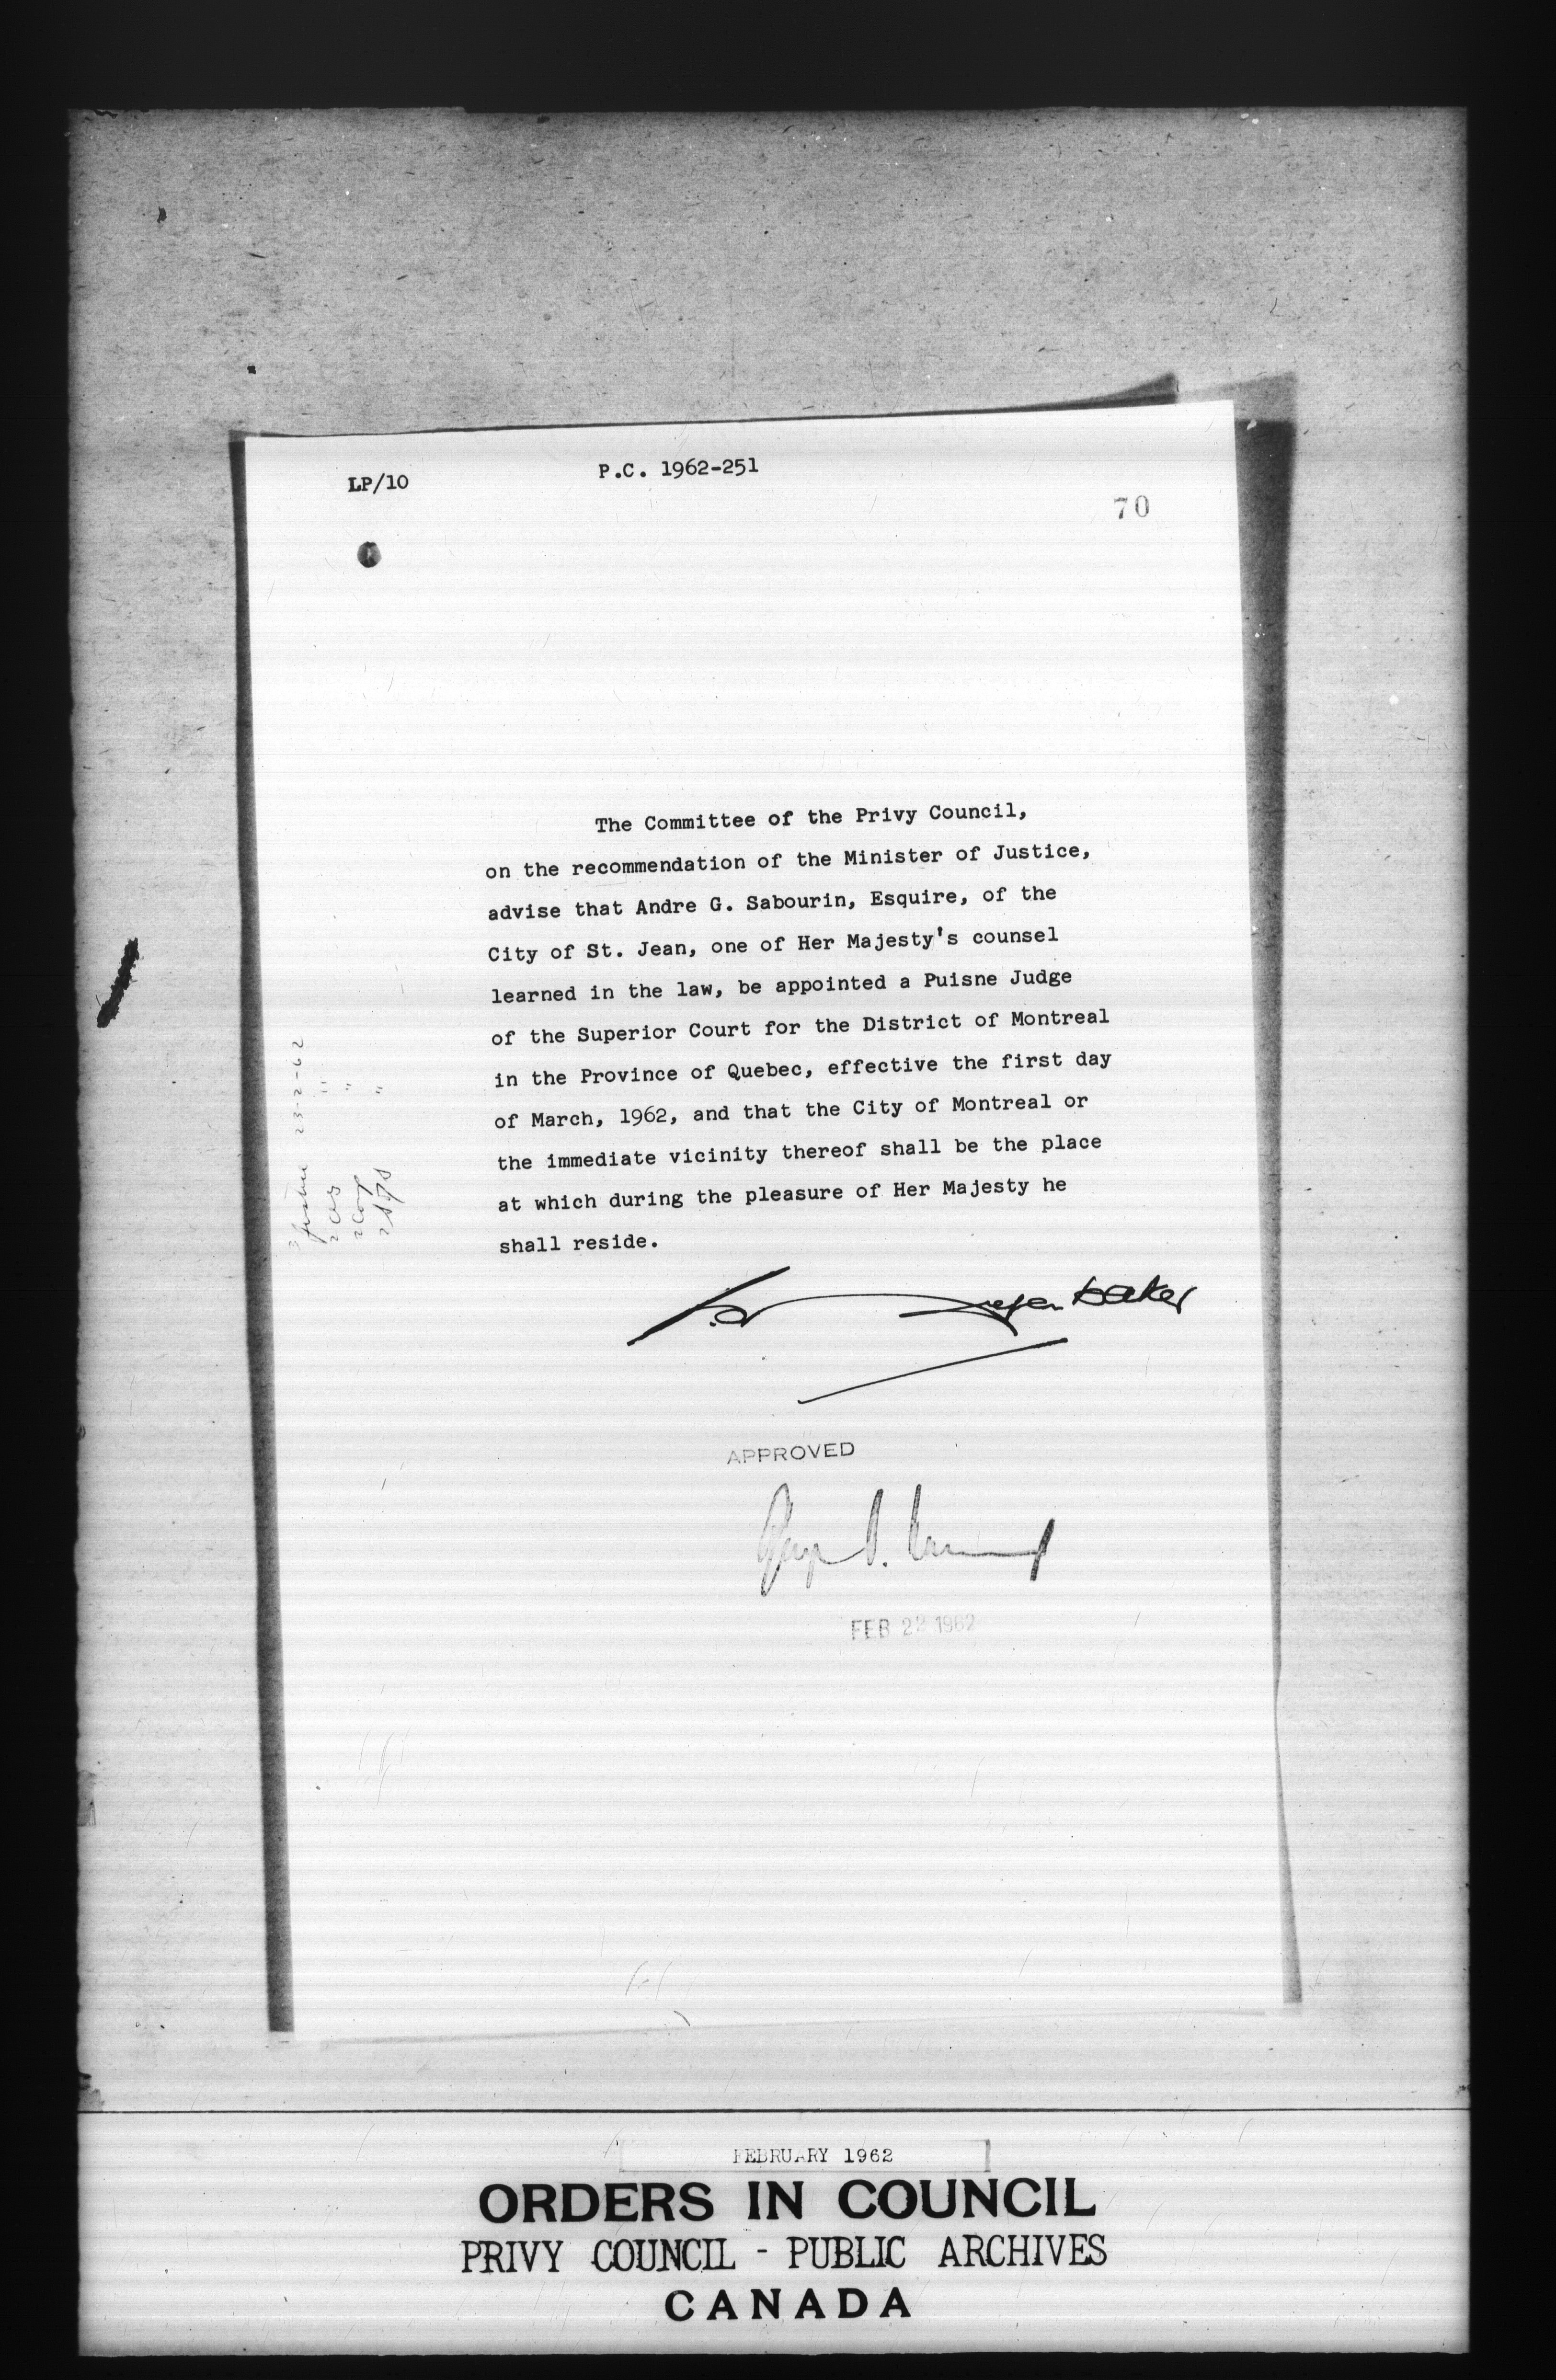 LP/10
P.C. 1962-251
70
The Committee of the Privy Council,
on the recommendation of the Minister of Justice,
advise that Andre G. Sabourin, Esquire, of the
City of St. Jean, one of Her Majesty's counsel
learned in the law, be appointed a Puisne Judge
of the Superior Court for the District of Montreal
in the Province of Quebec, effective the first day
of March, 1962, and that the City of Montreal or
the immediate vicinity thereof shall be the place
at which during the pleasure of Her Majesty he
shall reside.
APPROVED
FEB 22 1962
3 Justice 23-2-62
FEBRUARY 1962
ORDERS IN COUNCIL
PRIVY COUNCIL - PUBLIC ARCHIVES
CANADA